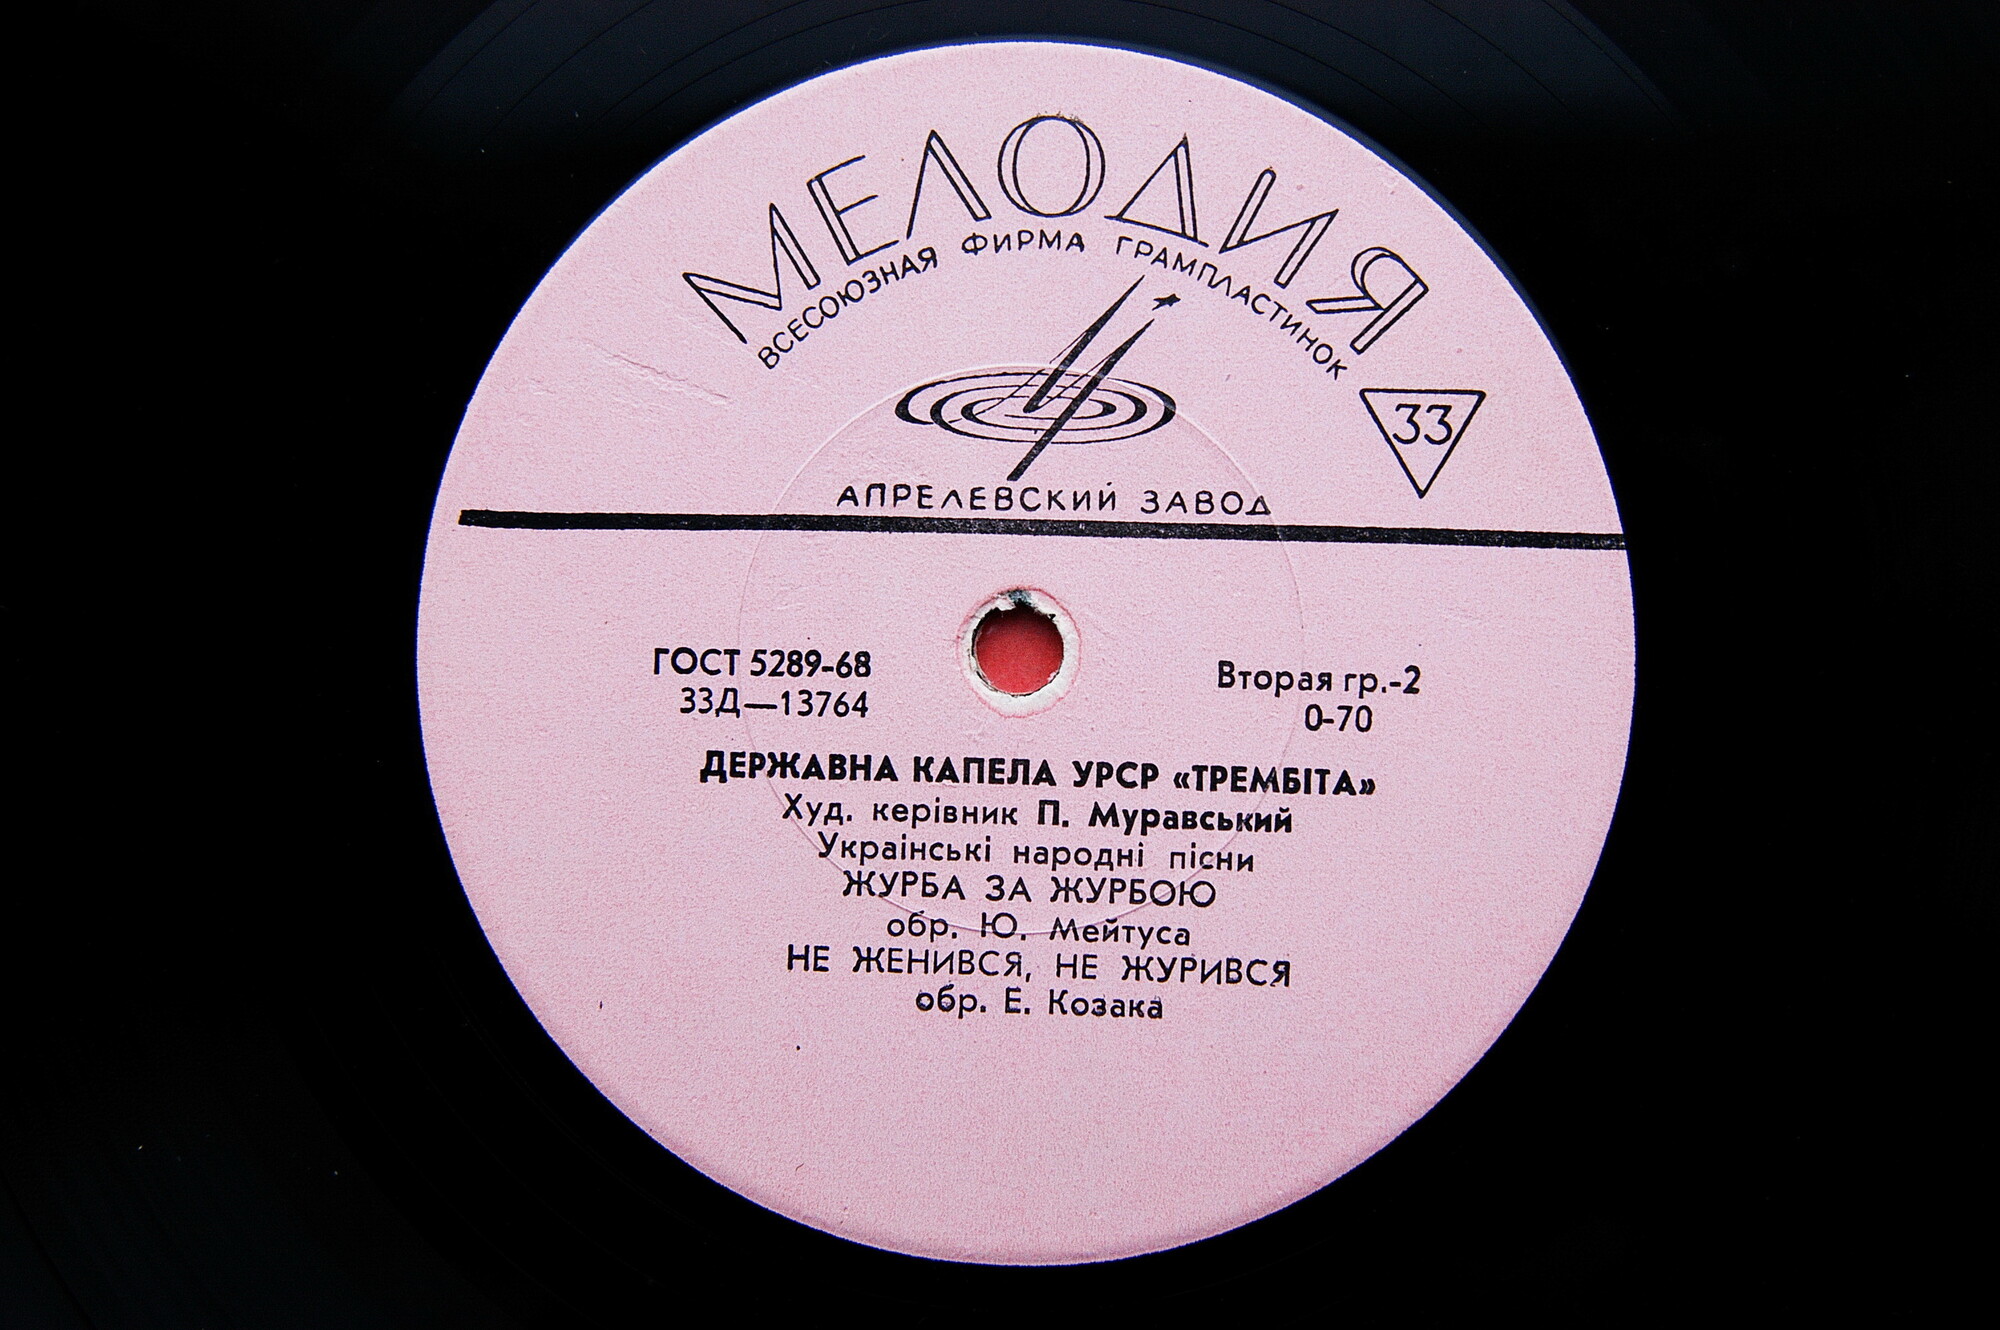 МЕЛОДИЯ
ВСЕСОЮЗНАЯ ФИРМА ГРАМПЛАСТИНОК
33
АПРЕЛЕВСКИЙ ЗАВОД
ГОСТ 5289-68
33Д—13764
Вторая гр.-2
0-70
ДЕРЖАВНА КАПЕЛА УРСР «ТРЕМБІТА»
Худ. керівник П. Муравський
Українські народні пісни
ЖУРБА ЗА ЖУРБОЮ
обр. Ю. Мейтуса
НЕ ЖЕНИВСЯ, НЕ ЖУРИВСЯ
обр. Е. Козака